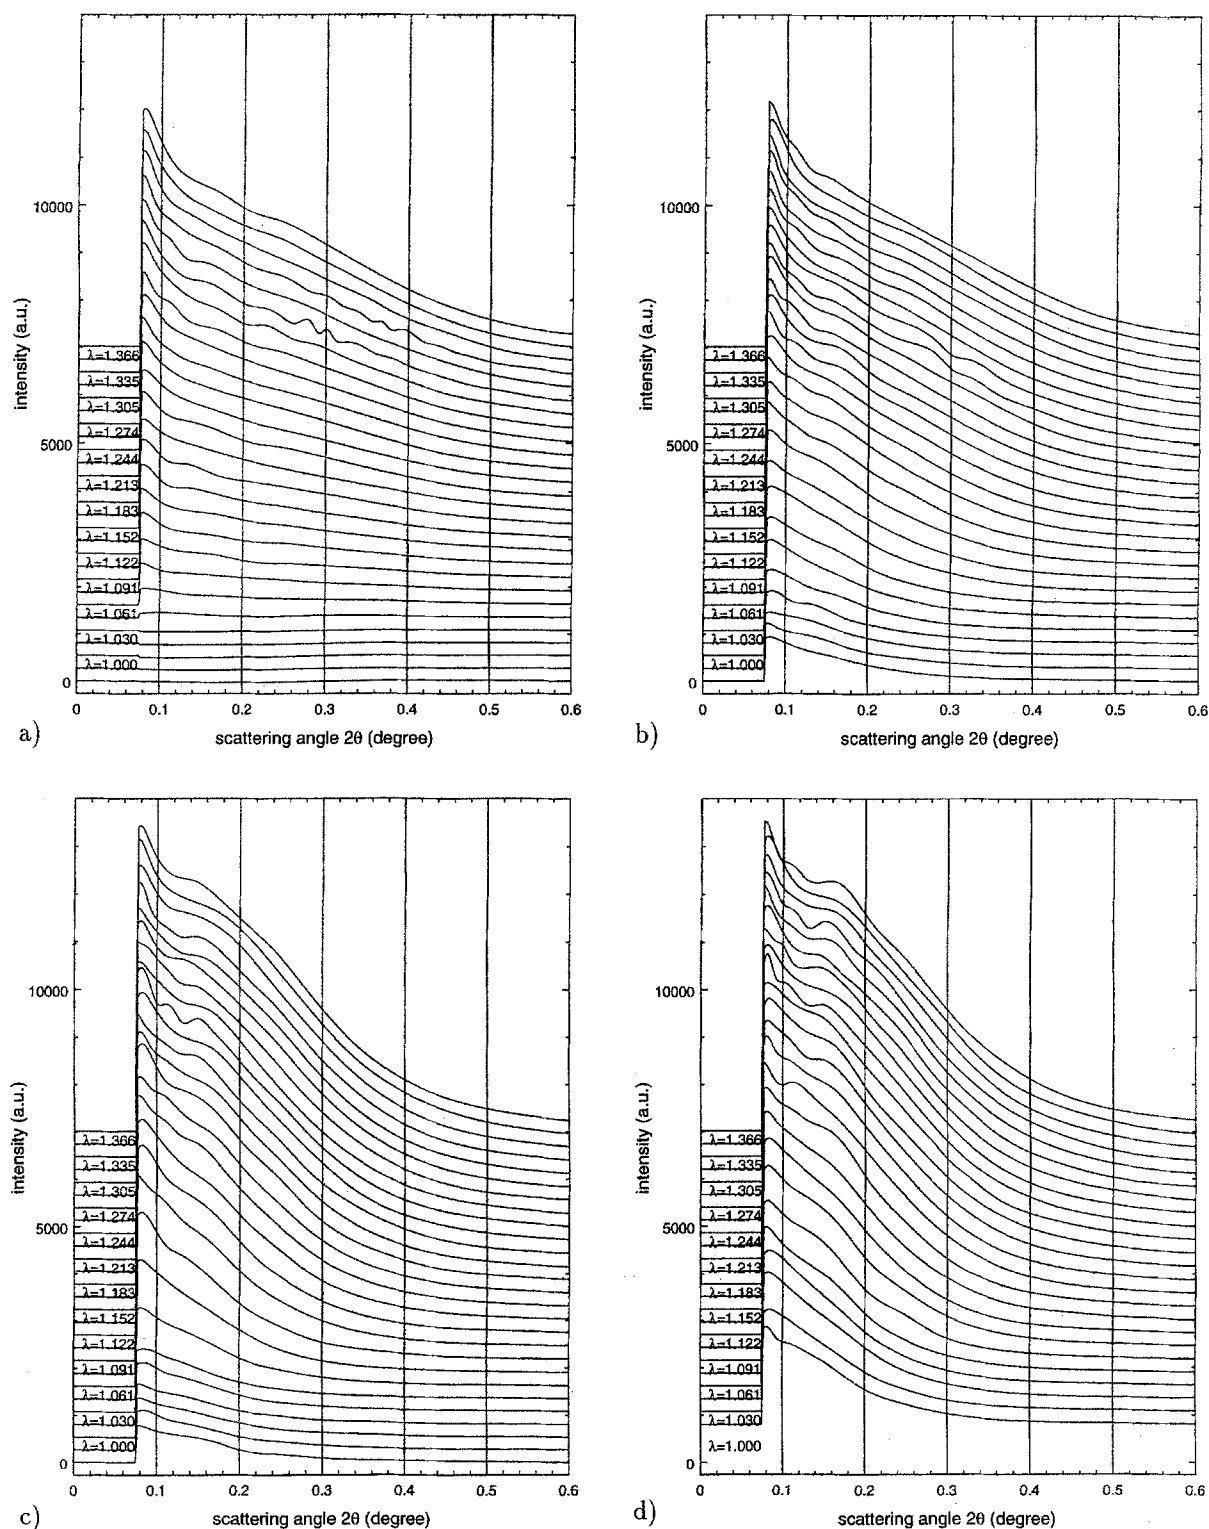 10000
5000
0
intensity (a.u.)
λ=1.366
λ=1.335
λ=1.305
λ=1.274
λ=1.244
λ=1.213
λ=1.183
λ=1.152
λ=1.122
λ=1.091
λ=1.061
λ=1.030
λ=1.000
0 0.1 0.2 0.3 0.4 0.5 0.6
a) scattering angle 2θ (degree)
10000
5000
0
intensity (a.u.)
λ=1.366
λ=1.335
λ=1.305
λ=1.274
λ=1.244
λ=1.213
λ=1.183
λ=1.152
λ=1.122
λ=1.091
λ=1.061
λ=1.030
λ=1.000
0 0.1 0.2 0.3 0.4 0.5 0.6
b) scattering angle 2θ (degree)
10000
5000
0
intensity (a.u.)
λ=1.366
λ=1.335
λ=1.305
λ=1.274
λ=1.244
λ=1.213
λ=1.183
λ=1.152
λ=1.122
λ=1.091
λ=1.061
λ=1.030
λ=1.000
0 0.1 0.2 0.3 0.4 0.5 0.6
c) scattering angle 2θ (degree)
10000
5000
0
intensity (a.u.)
λ=1.366
λ=1.335
λ=1.305
λ=1.274
λ=1.244
λ=1.213
λ=1.183
λ=1.152
λ=1.122
λ=1.091
λ=1.061
λ=1.030
λ=1.000
0 0.1 0.2 0.3 0.4 0.5 0.6
d) scattering angle 2θ (degree)